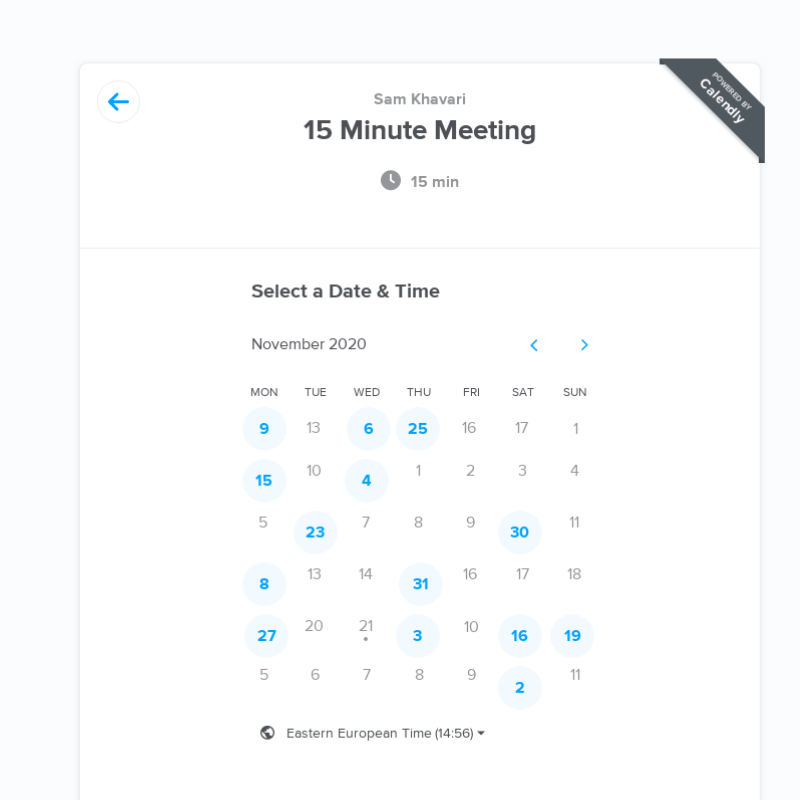 POWERED BY
Calendly
Sam Khavari
15 Minute Meeting
15 min
Select a Date & Time
November 2020
MON TUE WED THU FRI SAT SUN
9 13 6 25 16 17 1
15 10 4 1 2 3 4
5 23 7 8 9 30 11
8 13 14 31 16 17 18
27 20 21 3 10 16 19
5 6 7 8 9 2 11
Eastern European Time (14:56)